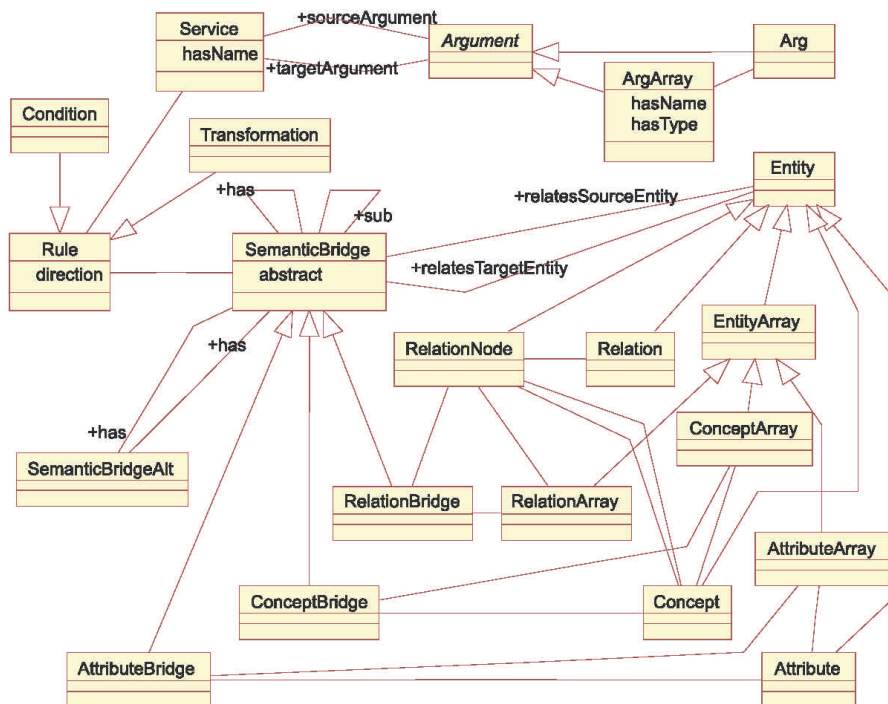 Service
hasName
+sourceArgument
+targetArgument
Argument
Arg
ArgArray
hasName
hasType
Condition
Transformation
Entity
+has
+sub
+relatesSourceEntity
Rule
direction
SemanticBridge
abstract
+relatesTargetEntity
EntityArray
+has
RelationNode
Relation
ConceptArray
+has
SemanticBridgeAlt
RelationBridge
RelationArray
AttributeArray
ConceptBridge
Concept
AttributeBridge
Attribute